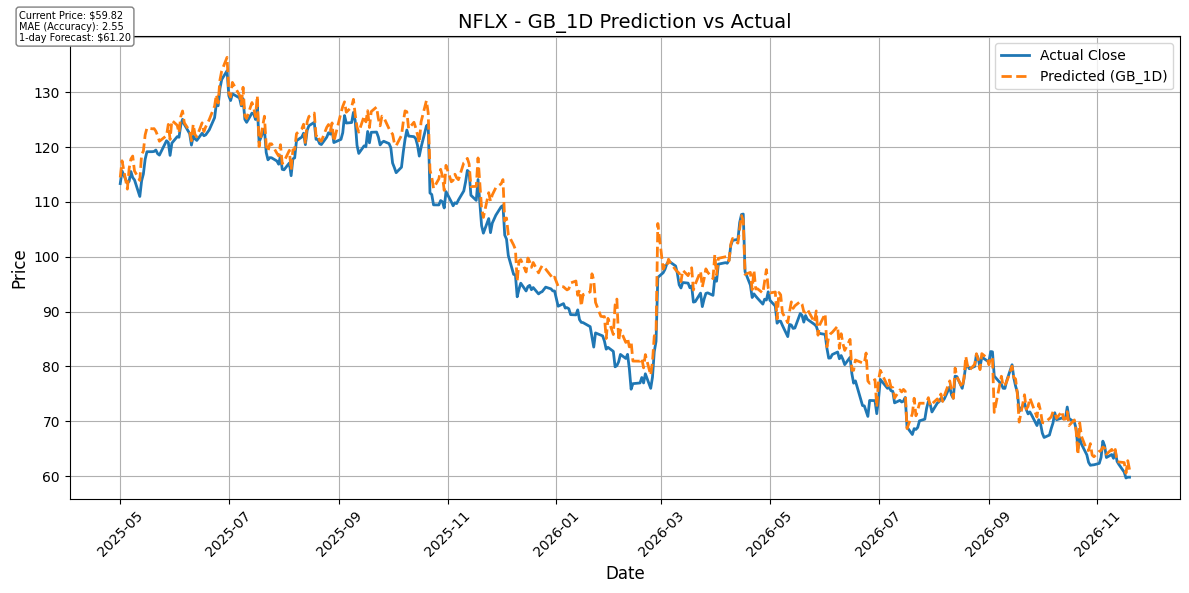 NFLX - GB_1D Prediction vs Actual
Current Price: $59.82
MAE (Accuracy): 2.55
1-day Forecast: $61.20
Actual Close
Predicted (GB_1D)
Price
130
120
110
100
90
80
70
60
2025-05
2025-07
2025-09
2025-11
2026-01
2026-03
2026-05
2026-07
2026-09
2026-11
Date